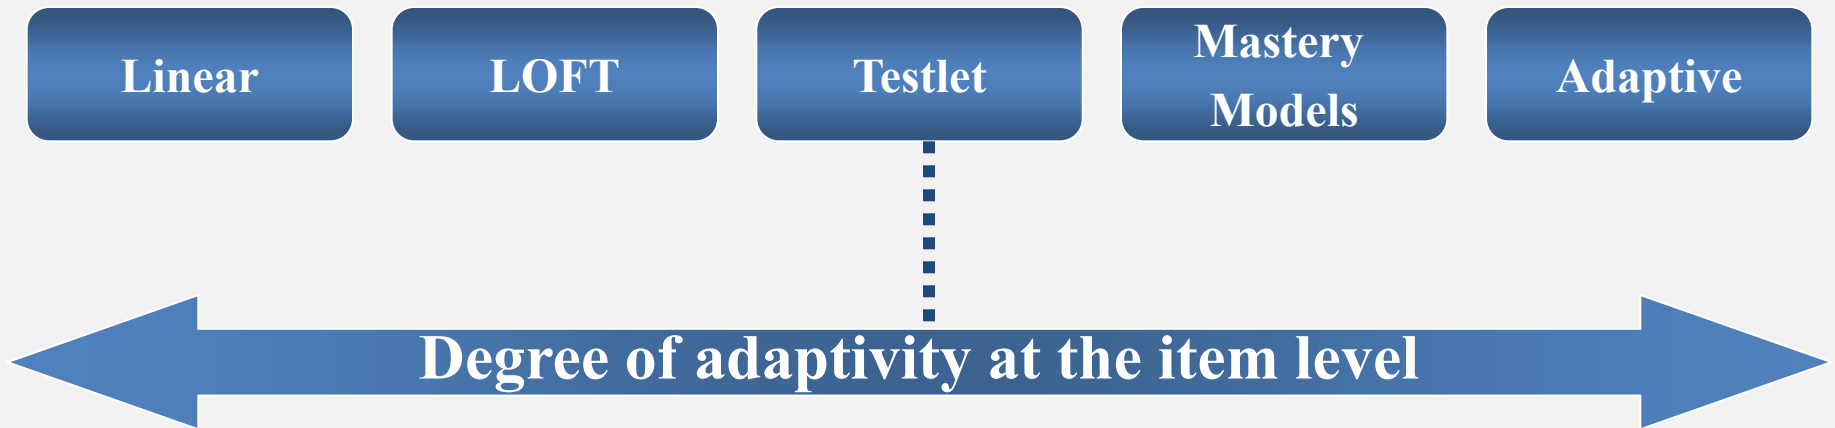 Linear
LOFT
Testlet
Mastery
Models
Adaptive
Degree of adaptivity at the item level